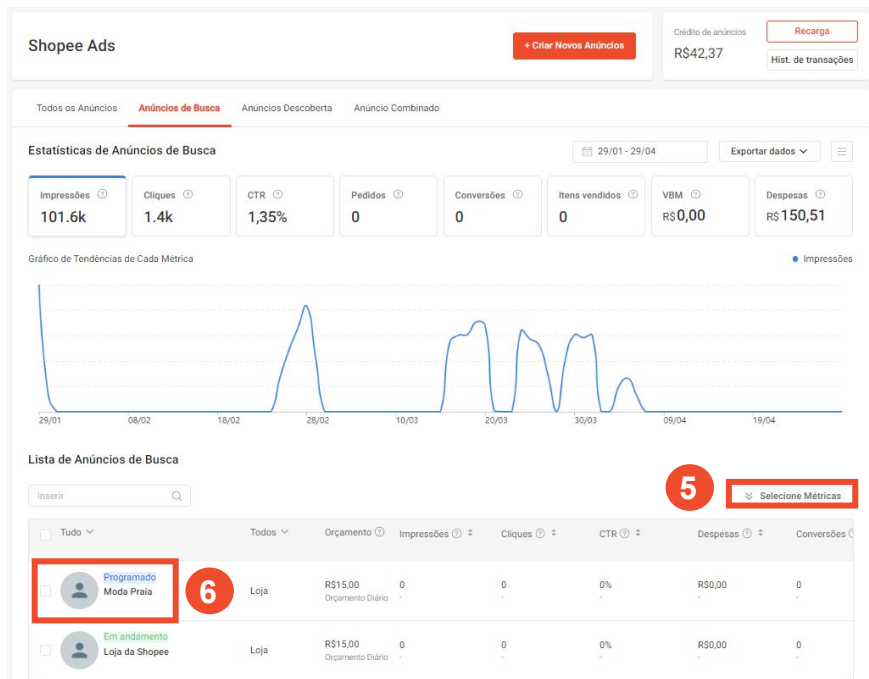 Shopee Ads
+ Criar Novos Anúncios
Crédito de anúncios
R$42,37
Recarga
Hist. de transações
Todos os Anúncios Anúncios de Busca Anúncios Descoberta Anúncio Combinado
Estatísticas de Anúncios de Busca
29/01 - 29/04
Exportar dados
Impressões Cliques CTR Pedidos Conversões Itens vendidos VBM Despesas
101.6k 1.4k 1,35% 0 0 0 R$0,00 R$150,51
Gráfico de Tendências de Cada Métrica
Impressões
29/01 08/02 18/02 28/02 10/03 20/03 30/03 09/04 19/04
Lista de Anúncios de Busca
Inserir
5
Selecione Métricas
Tudo Todos Orçamento Impressões Cliques CTR Despesas Conversões
Programado
Moda Praia
6
Loja R$15,00 0 0 0% R$0,00 0
Orçamento Diário - - - - -
Em andamento
Loja da Shopee
Loja R$15,00 0 0 0% R$0,00 0
Orçamento Diário - - - - -